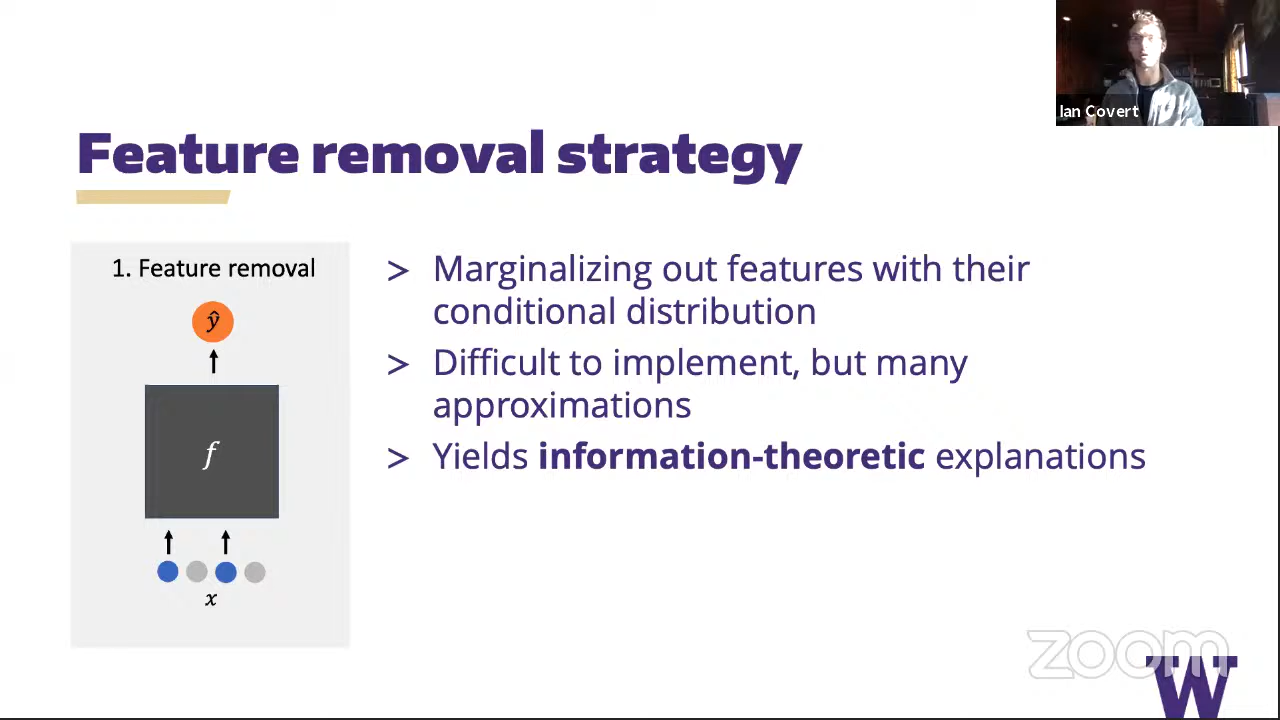 Ian Covert
Feature removal strategy
1. Feature removal
ŷ
f
x
> Marginalizing out features with their
conditional distribution
> Difficult to implement, but many
approximations
> Yields information-theoretic explanations
zoom
W